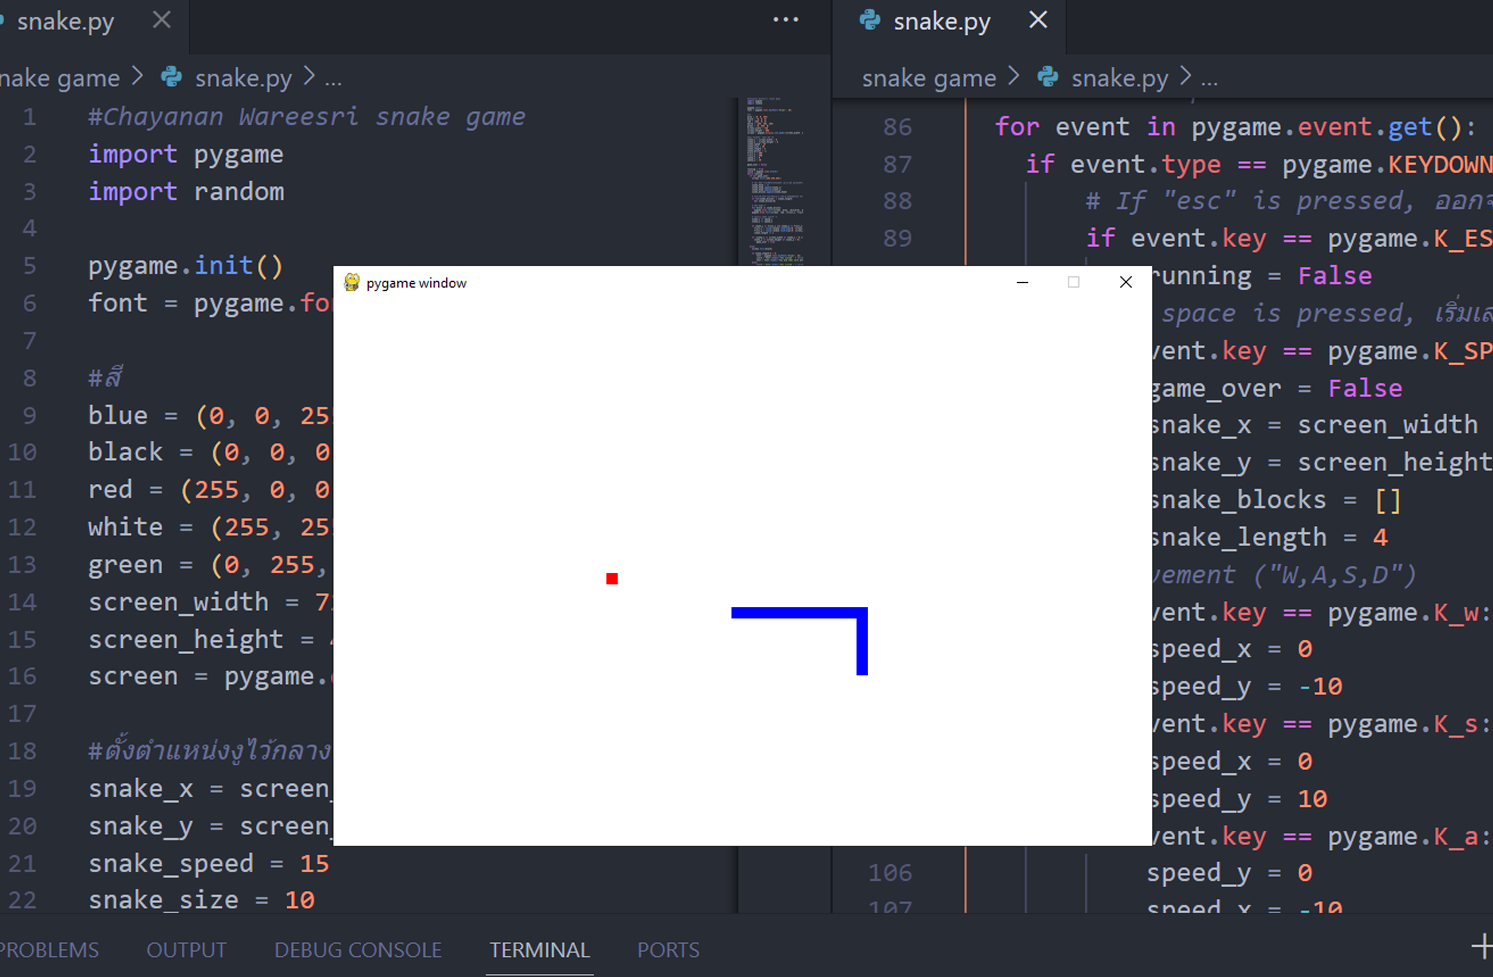 snake.py
nake game > snake.py > ...
1 #Chayanan Wareesri snake game
2 import pygame
3 import random
4
5 pygame.init()
6 font = pygame.fo
7
8 #สี
9 blue = (0, 0, 25
10 black = (0, 0, 0
11 red = (255, 0, 0
12 white = (255, 25
13 green = (0, 255,
14 screen_width = 7
15 screen_height =
16 screen = pygame.
17
18 #ตั้งตำแหน่งงูไว้กลาง
19 snake_x = screen_
20 snake_y = screen_
21 snake_speed = 15
22 snake_size = 10
pygame window
snake.py
snake game > snake.py > ...
86 for event in pygame.event.get():
87 if event.type == pygame.KEYDOWN
88 # If "esc" is pressed, ออกจ
89 if event.key == pygame.K_ES
running = False
space is pressed, เริ่มเล
vent.key == pygame.K_SP
game_over = False
snake_x = screen_width
snake_y = screen_height
snake_blocks = []
snake_length = 4
vement ("W,A,S,D")
vent.key == pygame.K_w:
speed_x = 0
speed_y = -10
vent.key == pygame.K_s:
speed_x = 0
speed_y = 10
vent.key == pygame.K_a:
106 speed_y = 0
107 speed_x = -10
PROBLEMS OUTPUT DEBUG CONSOLE TERMINAL PORTS